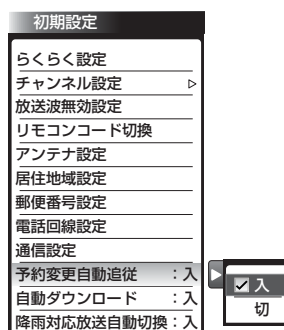 初期設定
らくらく設定
チャンネル設定 ▷
放送波無効設定
リモコンコード切換
アンテナ設定
居住地域設定
郵便番号設定
電話回線設定
通信設定
予約変更自動追従 ：入
自動ダウンロード ：入
降雨対応放送自動切換：入
入
切